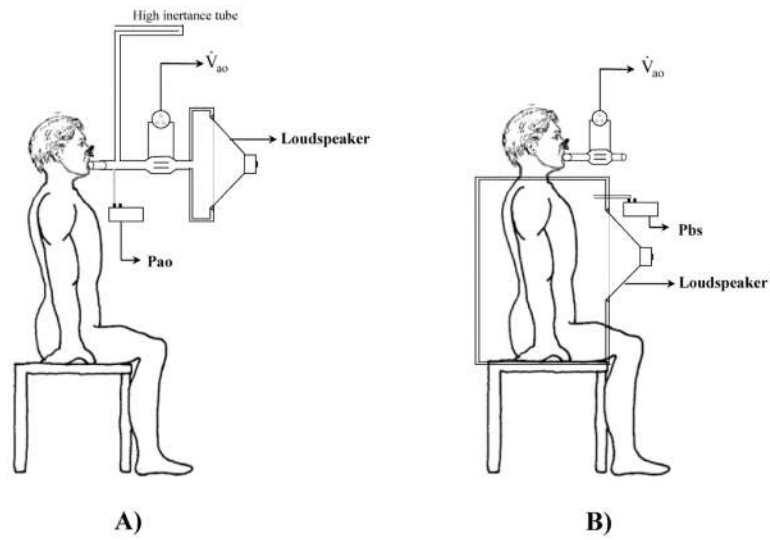 High inertance tube
V̇ao
Loudspeaker
Pao
A)
V̇ao
Pbs
Loudspeaker
B)